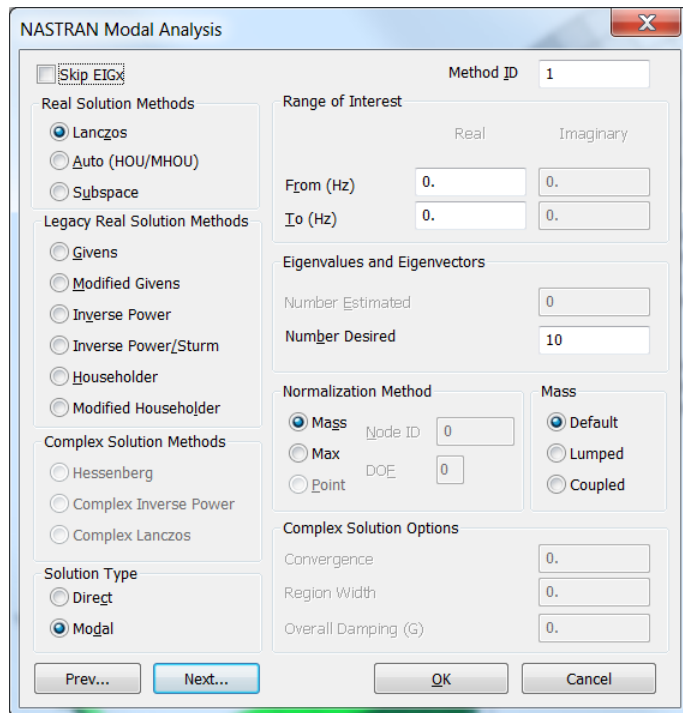 NASTRAN Modal Analysis
X
Skip EIGx
Method ID 1
Real Solution Methods
Lanczos
Auto (HOU/MHOU)
Subspace
Legacy Real Solution Methods
Givens
Modified Givens
Inverse Power
Inverse Power/Sturm
Householder
Modified Householder
Complex Solution Methods
Hessenberg
Complex Inverse Power
Complex Lanczos
Solution Type
Direct
Modal
Range of Interest
Real Imaginary
From (Hz) 0. 0.
To (Hz) 0. 0.
Eigenvalues and Eigenvectors
Number Estimated 0
Number Desired 10
Normalization Method
Mass
Max
Point
Node ID 0
DOF 0
Mass
Default
Lumped
Coupled
Complex Solution Options
Convergence 0.
Region Width 0.
Overall Damping (G) 0.
Prev... Next... OK Cancel